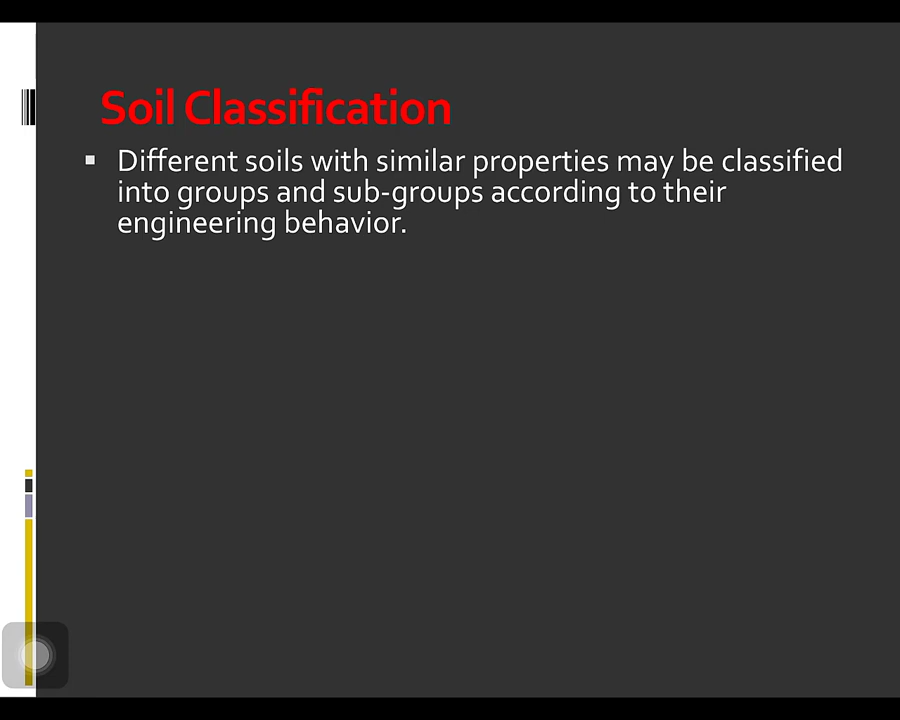 Soil Classification
Different soils with similar properties may be classified
into groups and sub-groups according to their
engineering behavior.